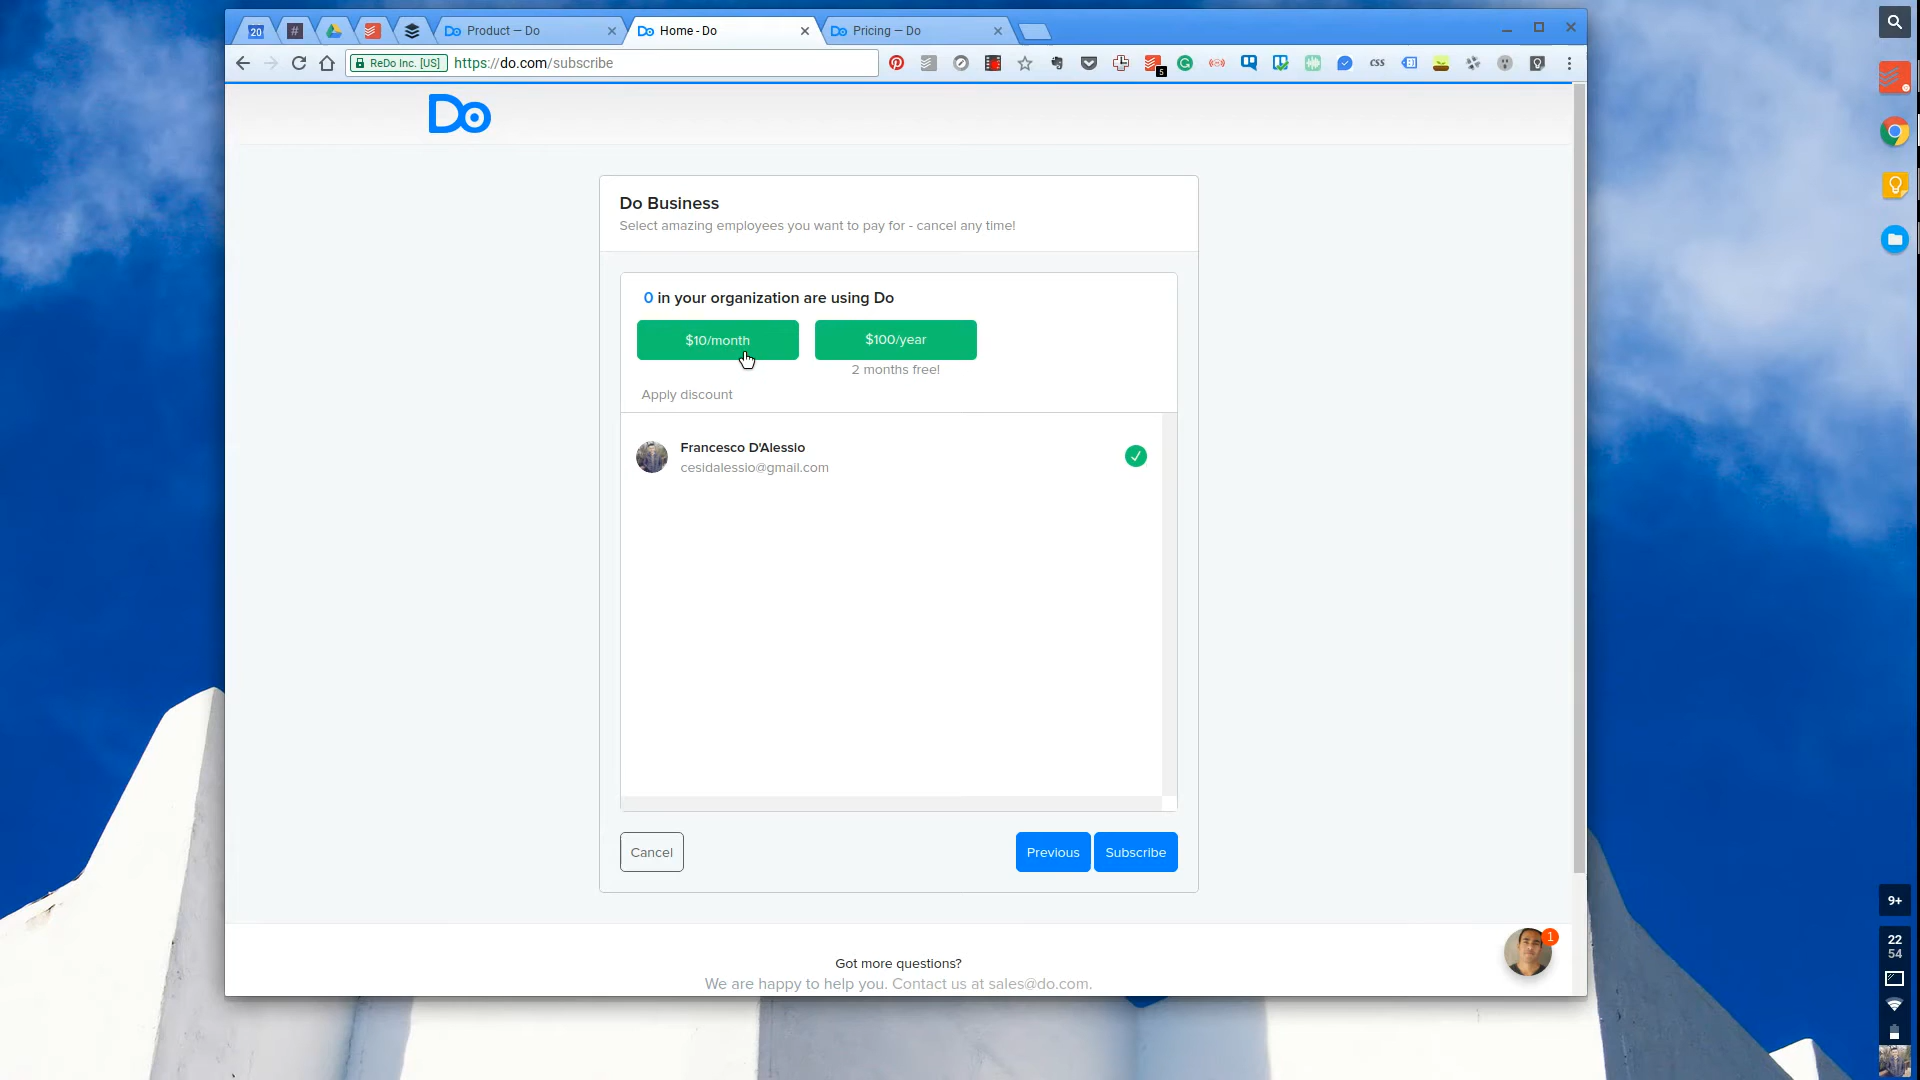 20
#
Product — Do
Home - Do
Pricing — Do
ReDo Inc. [US]
https://do.com/subscribe
5
css
Do
Do Business
Select amazing employees you want to pay for - cancel any time!
0 in your organization are using Do
$10/month
$100/year
2 months free!
Apply discount
Francesco D'Alessio
cesidalessio@gmail.com
Cancel
Previous
Subscribe
Got more questions?
We are happy to help you. Contact us at sales@do.com.
1
9+
22
54